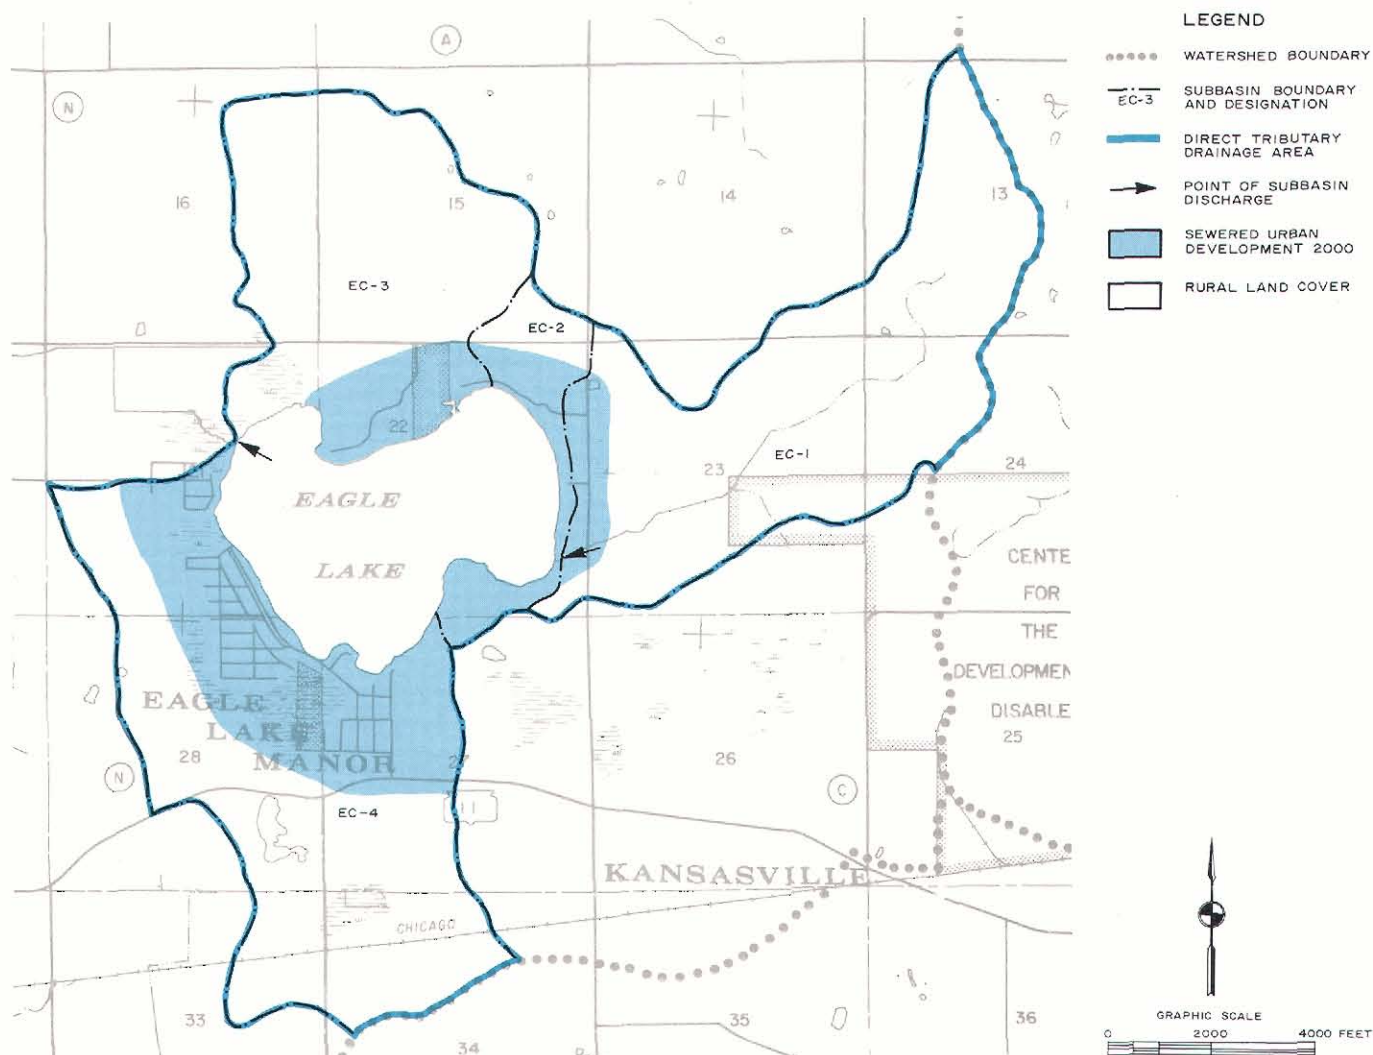 LEGEND
WATERSHED BOUNDARY
EC-3
SUBBASIN BOUNDARY
AND DESIGNATION
DIRECT TRIBUTARY
DRAINAGE AREA
POINT OF SUBBASIN
DISCHARGE
SEWERED URBAN
DEVELOPMENT 2000
RURAL LAND COVER
A
N
16
15
14
13
EC-3
EC-2
22
EC-1
23
24
EAGLE
LAKE
CENTE
FOR
THE
DEVELOPMEN
DISABLE
25
EAGLE
LAKE
MANOR
28
27
26
N
C
EC-4
11
KANSASVILLE
CHICAGO
33
34
35
36
GRAPHIC SCALE
0 2000 4000 FEET